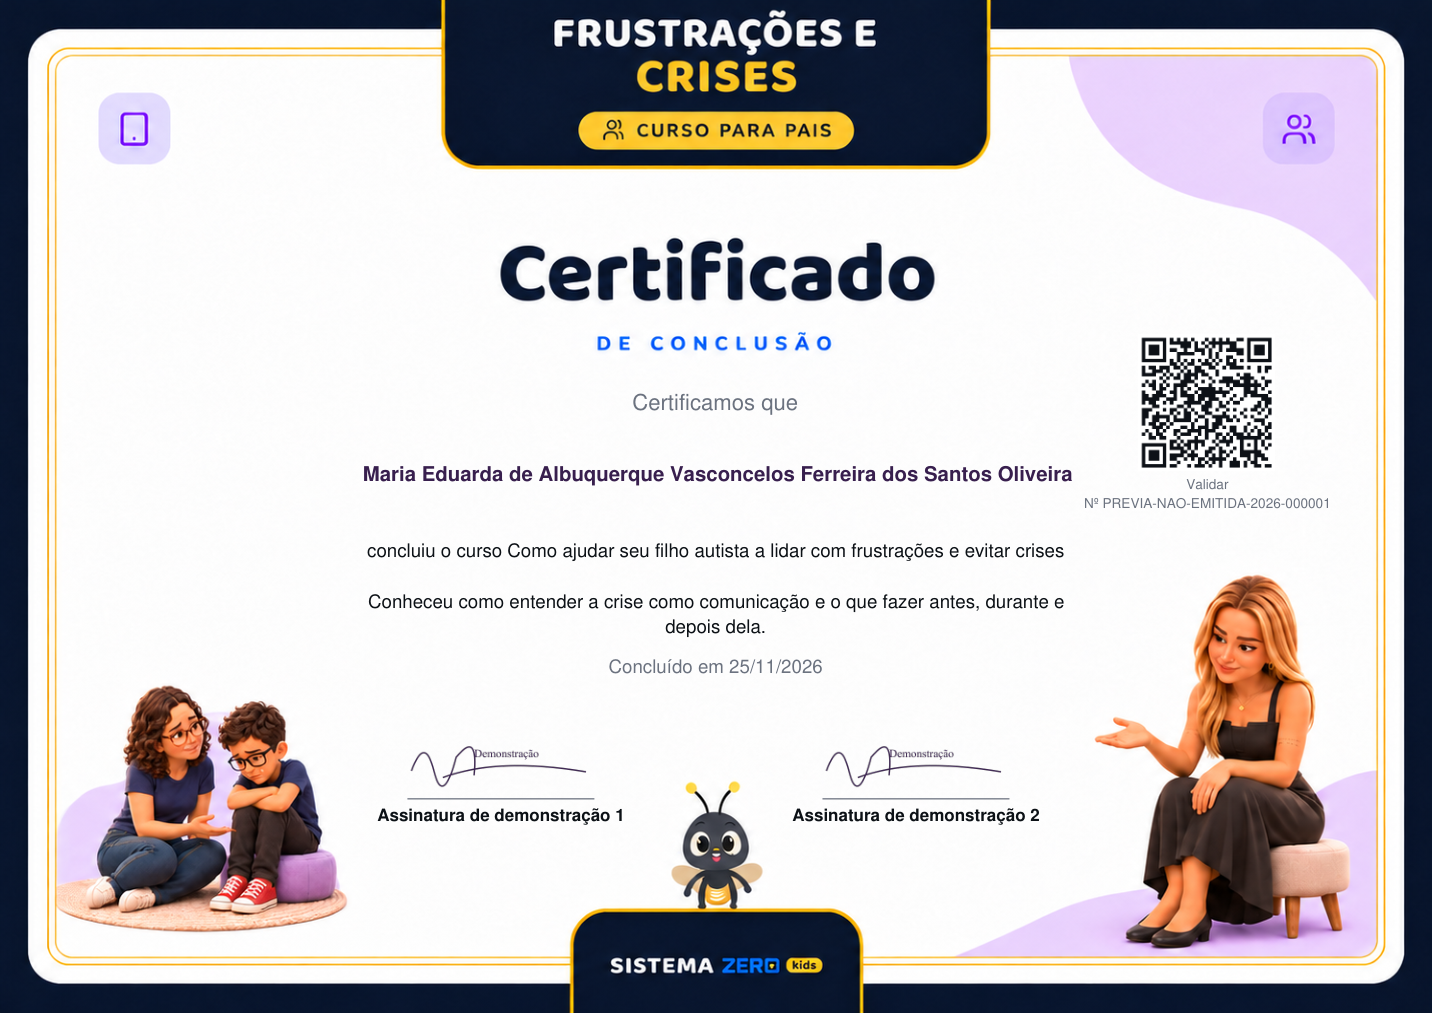 FRUSTRAÇÕES E
CRISES
CURSO PARA PAIS
Certificado
DE CONCLUSÃO
Certificamos que
Maria Eduarda de Albuquerque Vasconcelos Ferreira dos Santos Oliveira
Validar
Nº PREVIA-NAO-EMITIDA-2026-000001
concluiu o curso Como ajudar seu filho autista a lidar com frustrações e evitar crises
Conheceu como entender a crise como comunicação e o que fazer antes, durante e
depois dela.
Concluído em 25/11/2026
Demonstração
Assinatura de demonstração 1
Demonstração
Assinatura de demonstração 2
SISTEMA ZERO kids